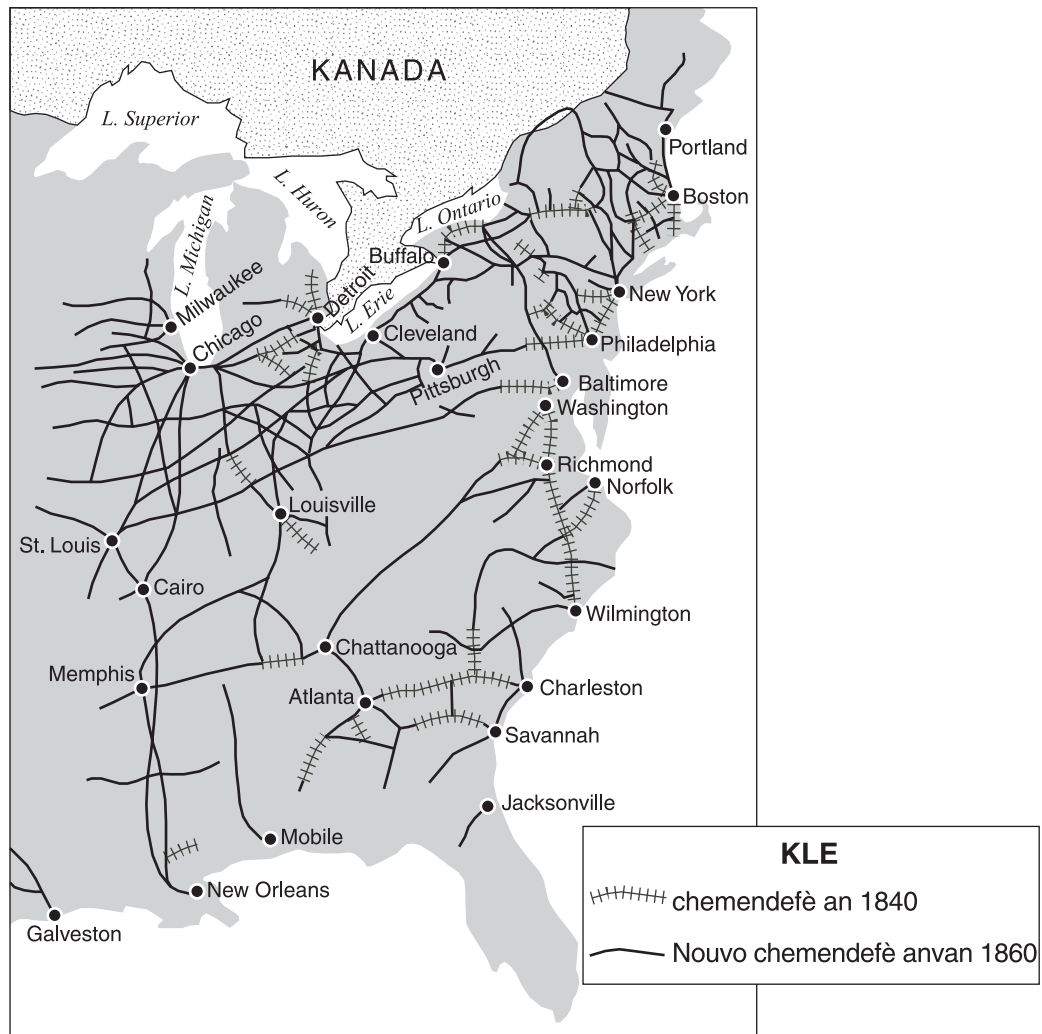 KANADA
L. Superior
L. Huron
L. Michigan
L. Ontario
L. Erie
Portland
Boston
Buffalo
Detroit
Milwaukee
Chicago
New York
Cleveland
Philadelphia
Pittsburgh
Baltimore
Washington
Richmond
Norfolk
Louisville
St. Louis
Cairo
Wilmington
Chattanooga
Memphis
Atlanta
Charleston
Savannah
Jacksonville
Mobile
New Orleans
Galveston
KLE
chemendefè an 1840
Nouvo chemendefè anvan 1860